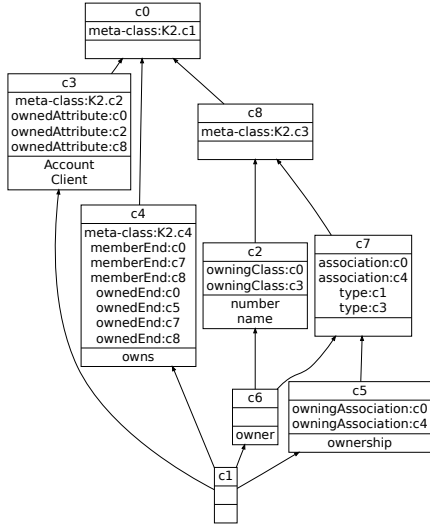 c0
meta-class:K2.c1
c3
meta-class:K2.c2
ownedAttribute:c0
ownedAttribute:c2
ownedAttribute:c8
Account
Client
c8
meta-class:K2.c3
c4
meta-class:K2.c4
memberEnd:c0
memberEnd:c7
memberEnd:c8
ownedEnd:c0
ownedEnd:c5
ownedEnd:c7
ownedEnd:c8
owns
c2
owningClass:c0
owningClass:c3
number
name
c7
association:c0
association:c4
type:c1
type:c3
c6
owner
c5
owningAssociation:c0
owningAssociation:c4
ownership
c1